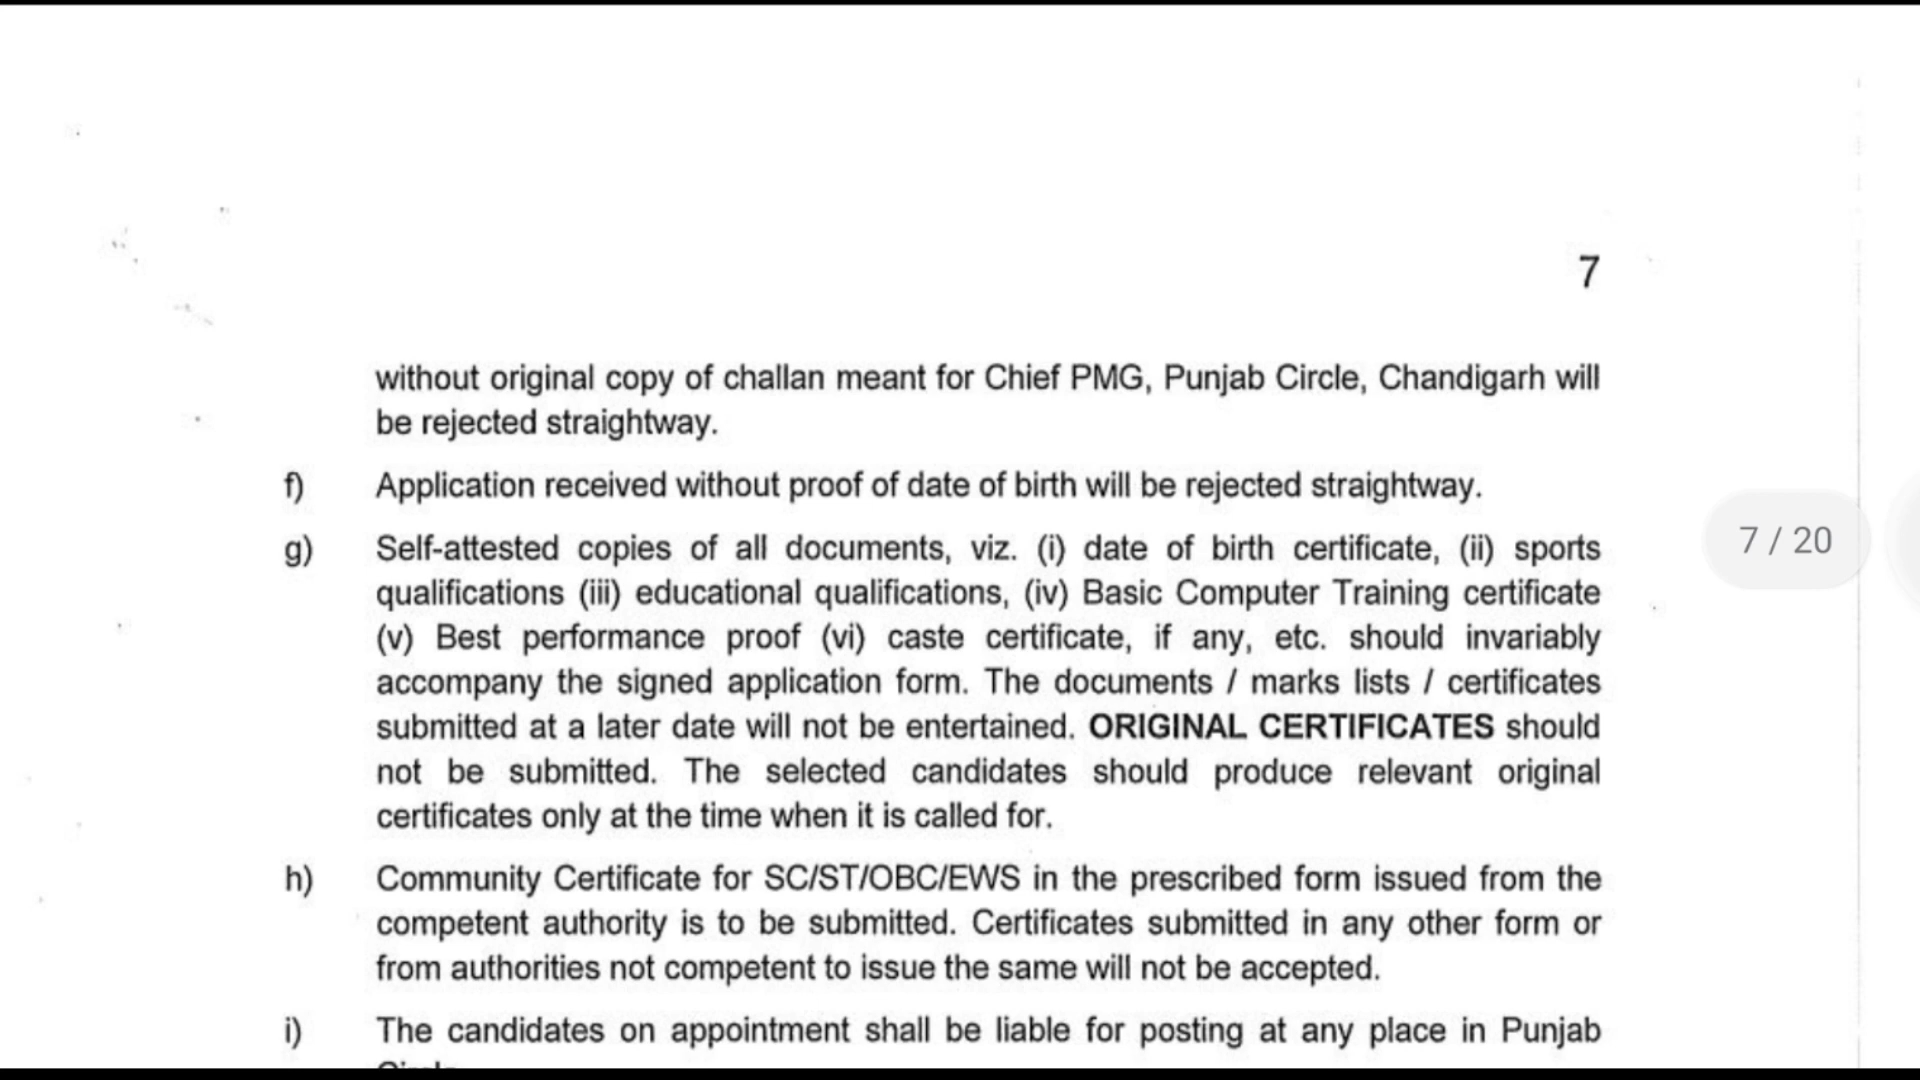 7
without original copy of challan meant for Chief PMG, Punjab Circle, Chandigarh will
be rejected straightway.
f) Application received without proof of date of birth will be rejected straightway.
g) Self-attested copies of all documents, viz. (i) date of birth certificate, (ii) sports
7 / 20
qualifications (iii) educational qualifications, (iv) Basic Computer Training certificate
(v) Best performance proof (vi) caste certificate, if any, etc. should invariably
accompany the signed application form. The documents / marks lists / certificates
submitted at a later date will not be entertained. ORIGINAL CERTIFICATES should
not be submitted. The selected candidates should produce relevant original
certificates only at the time when it is called for.
h) Community Certificate for SC/ST/OBC/EWS in the prescribed form issued from the
competent authority is to be submitted. Certificates submitted in any other form or
from authorities not competent to issue the same will not be accepted.
i) The candidates on appointment shall be liable for posting at any place in Punjab